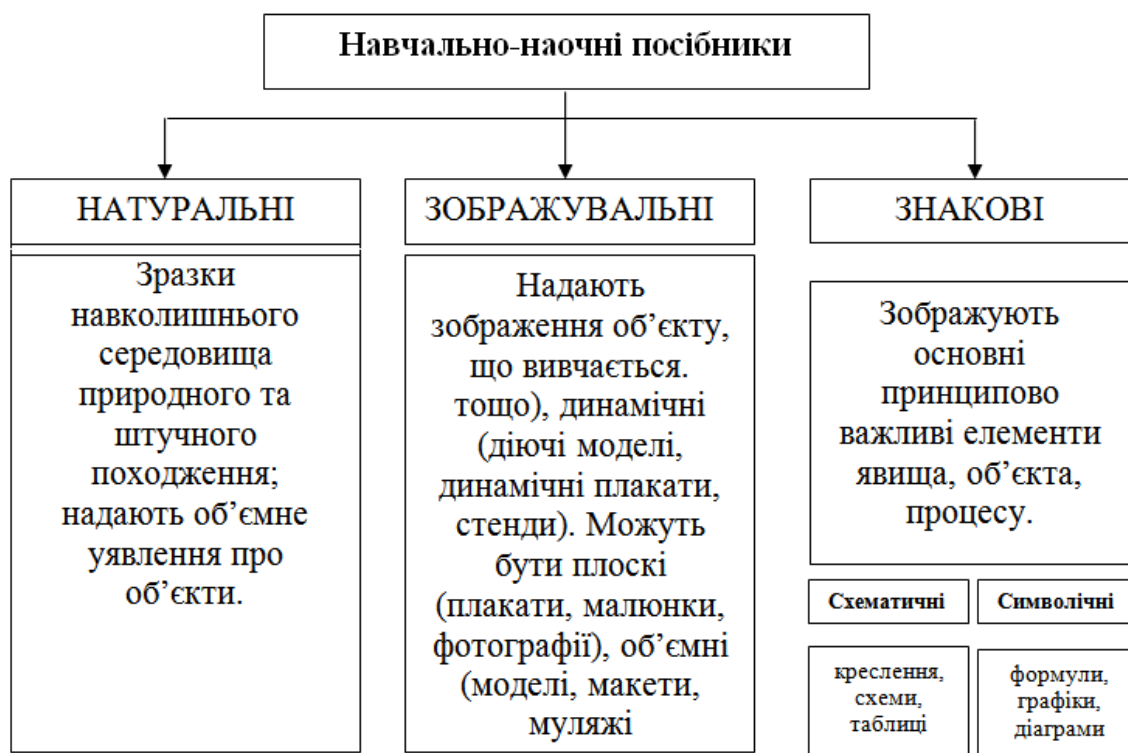 Навчально-наочні посібники
НАТУРАЛЬНІ
Зразки
навколишнього
середовища
природного та
штучного
походження;
надають об’ємне
уявлення про
об’єкти.
ЗОБРАЖУВАЛЬНІ
Надають
зображення об’єкту,
що вивчається.
тощо), динамічні
(діючі моделі,
динамічні плакати,
стенди). Можуть
бути плоскі
(плакати, малюнки,
фотографії), об’ємні
(моделі, макети,
муляжі
ЗНАКОВІ
Зображують
основні
принципово
важливі елементи
явища, об’єкта,
процесу.
Схематичні
креслення,
схеми,
таблиці
Символічні
формули,
графіки,
діаграми